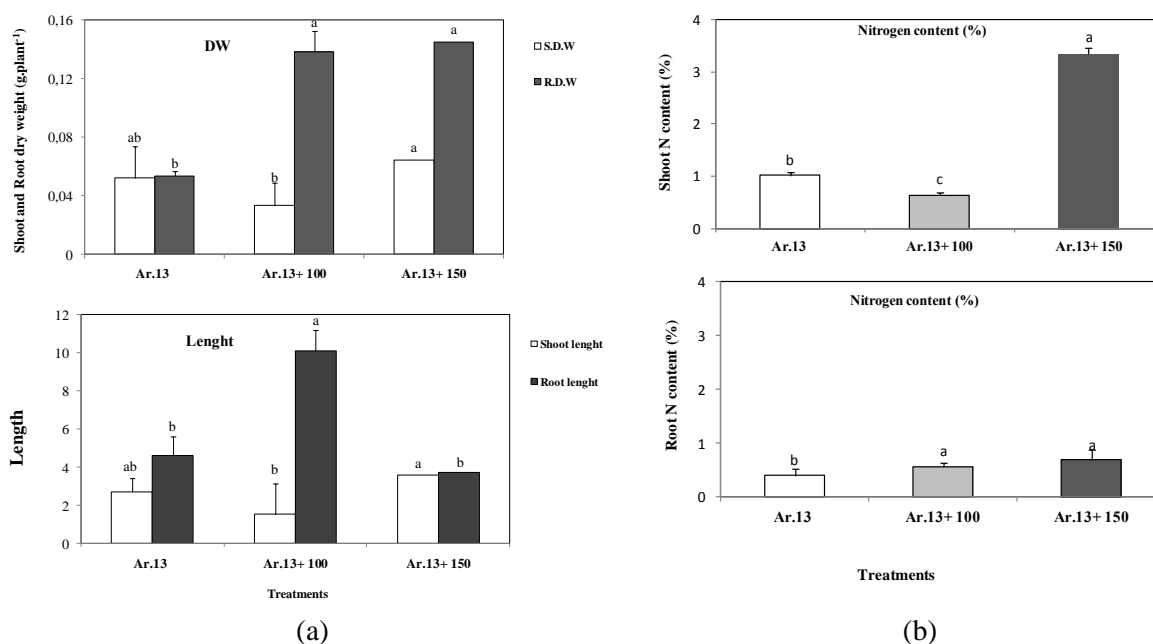 Shoot and Root dry weight (g.plant-1)
0,16
0,12
0,08
0,04
0
DW
ab
b
b
a
a
a
Ar.13
Ar.13+ 100
Ar.13+ 150
S.D.W
R.D.W
Length
12
10
8
6
4
2
0
Lenght
ab
b
b
a
a
b
Ar.13
Ar.13+ 100
Ar.13+ 150
Treatments
Shoot lenght
Root lenght
(a)
Shoot N content (%)
4
3
2
1
0
Nitrogen content (%)
b
c
a
Ar.13
Ar.13+ 100
Ar.13+ 150
Root N content (%)
4
3
2
1
0
Nitrogen content (%)
b
a
a
Ar.13
Ar.13+ 100
Ar.13+ 150
Treatments
(b)